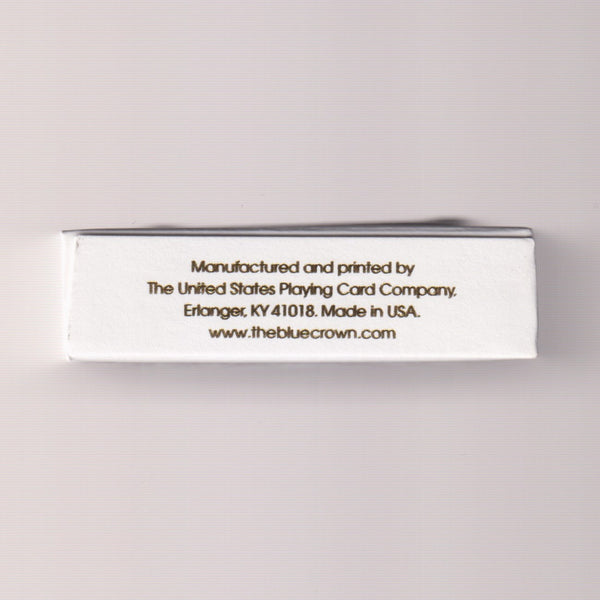 Manufactured and printed by
The United States Playing Card Company,
Erlanger, KY 41018. Made in USA.
www.thebluecrown.com